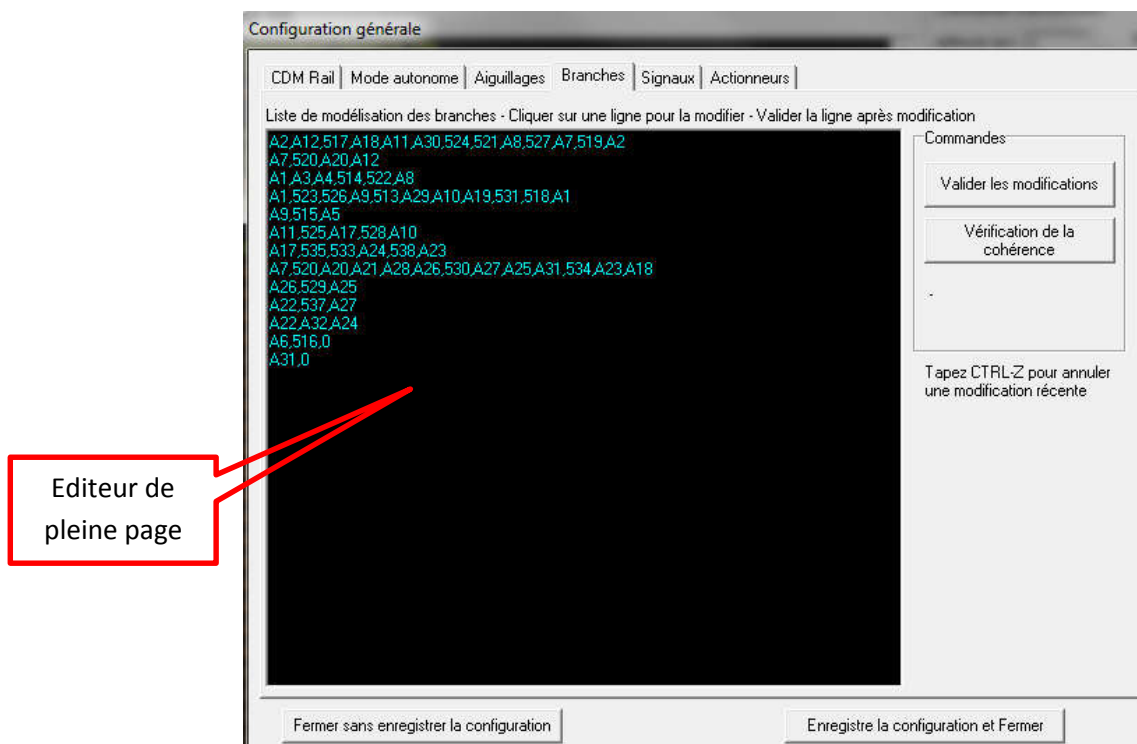 Configuration générale
CDM Rail Mode autonome Aiguillages Branches Signaux Actionneurs
Liste de modélisation des branches - Cliquer sur une ligne pour la modifier - Valider la ligne après modification
A2,A12,517,A18,A11,A30,524,521,A8,527,A7,519,A2
A7,520,A20,A12
A1,A3,A4,514,522,A8
A1,523,526,A9,513,A29,A10,A19,531,518,A1
A9,515,A5
A11,525,A17,528,A10
A17,535,533,A24,538,A23
A7,520,A20,A21,A28,A26,530,A27,A25,A31,534,A23,A18
A26,529,A25
A22,537,A27
A22,A32,A24
A6,516,0
A31,0
Commandes
Valider les modifications
Vérification de la
cohérence
-
Tapez CTRL-Z pour annuler
une modification récente
Editeur de
pleine page
Fermer sans enregistrer la configuration
Enregistre la configuration et Fermer